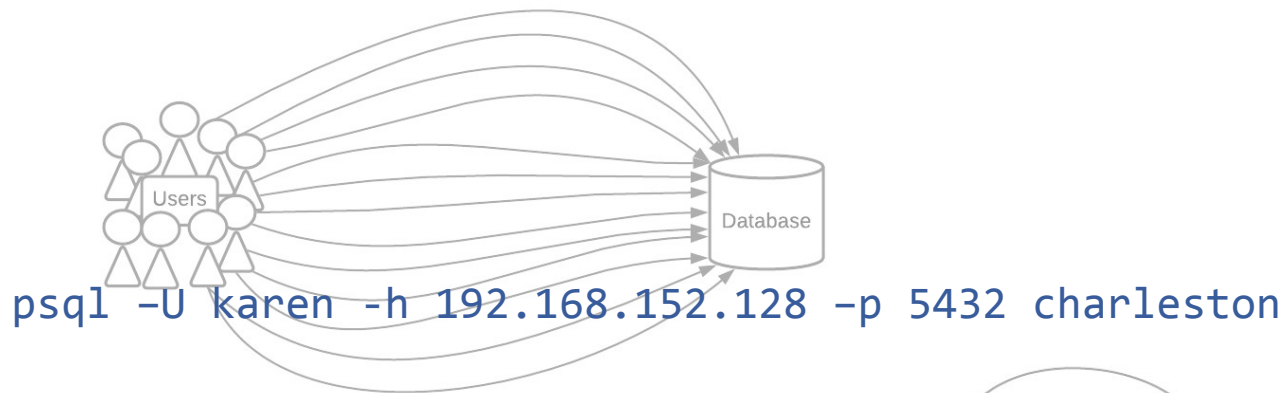 Users
Database
psql –U karen -h 192.168.152.128 –p 5432 charleston